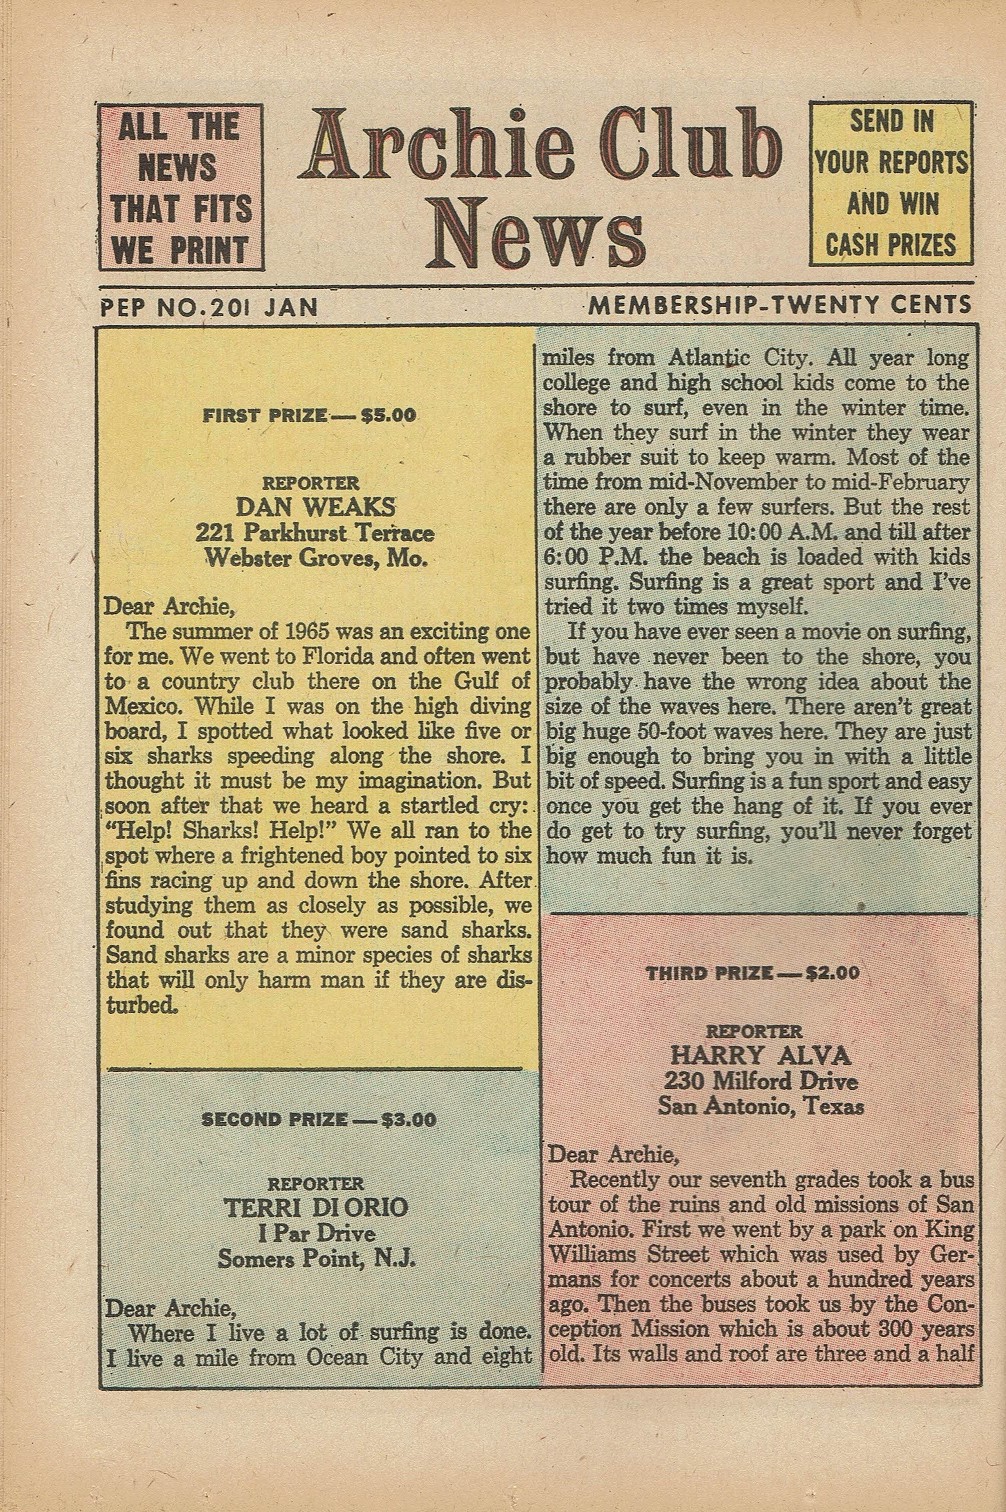 ALL THE
NEWS
THAT FITS
WE PRINT
Archie Club
News
SEND IN
YOUR REPORTS
AND WIN
CASH PRIZES
PEP NO.201 JAN
MEMBERSHIP-TWENTY CENTS
FIRST PRIZE — $5.00
REPORTER
DAN WEAKS
221 Parkhurst Terrace
Webster Groves, Mo.
Dear Archie,
The summer of 1965 was an exciting one
for me. We went to Florida and often went
to a country club there on the Gulf of
Mexico. While I was on the high diving
board, I spotted what looked like five or
six sharks speeding along the shore. I
thought it must be my imagination. But
soon after that we heard a startled cry:
“Help! Sharks! Help!” We all ran to the
spot where a frightened boy pointed to six
fins racing up and down the shore. After
studying them as closely as possible, we
found out that they were sand sharks.
Sand sharks are a minor species of sharks
that will only harm man if they are dis-
turbed.
SECOND PRIZE — $3.00
REPORTER
TERRI DI ORIO
1 Par Drive
Somers Point, N.J.
Dear Archie,
Where I live a lot of surfing is done.
I live a mile from Ocean City and eight
miles from Atlantic City. All year long
college and high school kids come to the
shore to surf, even in the winter time.
When they surf in the winter they wear
a rubber suit to keep warm. Most of the
time from mid-November to mid-February
there are only a few surfers. But the rest
of the year before 10:00 A.M. and till after
6:00 P.M. the beach is loaded with kids
surfing. Surfing is a great sport and I’ve
tried it two times myself.
If you have ever seen a movie on surfing,
but have never been to the shore, you
probably have the wrong idea about the
size of the waves here. There aren’t great
big huge 50-foot waves here. They are just
big enough to bring you in with a little
bit of speed. Surfing is a fun sport and easy
once you get the hang of it. If you ever
do get to try surfing, you’ll never forget
how much fun it is.
THIRD PRIZE — $2.00
REPORTER
HARRY ALVA
230 Milford Drive
San Antonio, Texas
Dear Archie,
Recently our seventh grades took a bus
tour of the ruins and old missions of San
Antonio. First we went by a park on King
Williams Street which was used by Ger-
mans for concerts about a hundred years
ago. Then the buses took us by the Con-
ception Mission which is about 300 years
old. Its walls and roof are three and a half